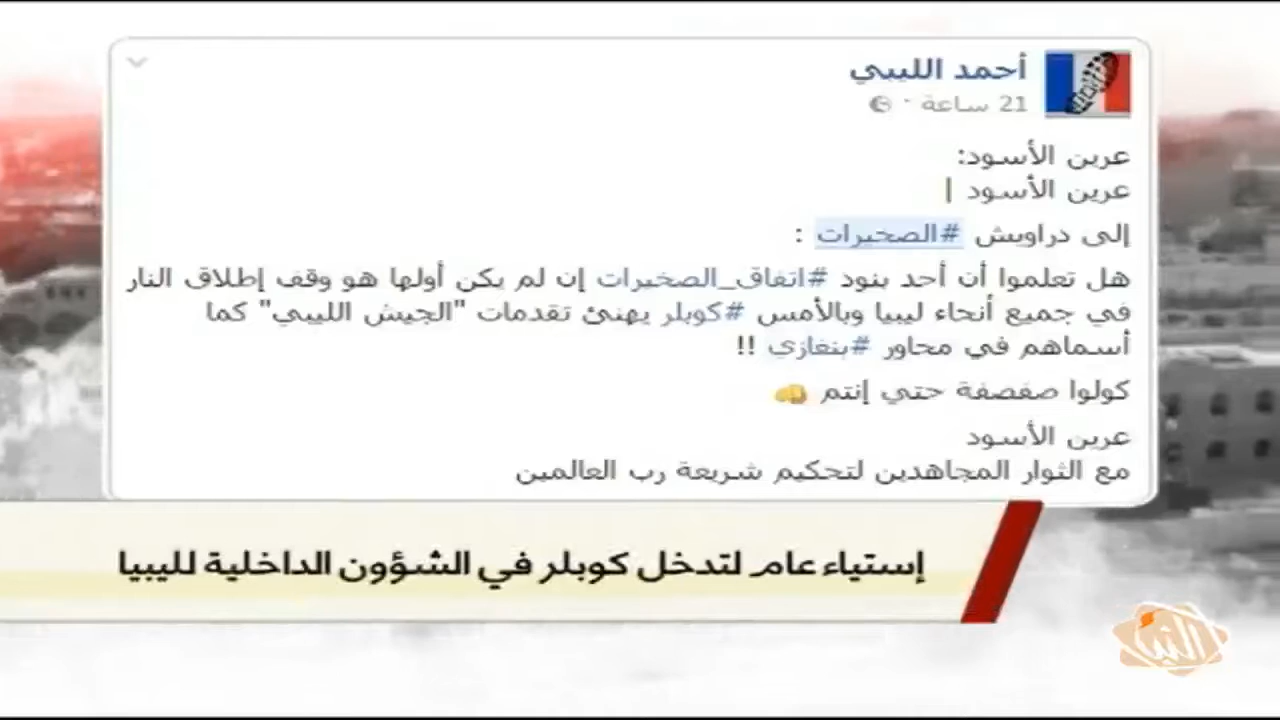 أحمد الليبي
21 ساعة ·
عرين الأسود:
عرين الأسود |
إلى دراويش #الصخيرات :
هل تعلموا أن أحد بنود #اتفاق_الصخيرات إن لم يكن أولها هو وقف إطلاق النار
في جميع أنحاء ليبيا وبالأمس #كوبلر يهنئ تقدمات "الجيش الليبي" كما
أسماهم في محاور #بنغازي !!
كولوا صفصفة حتي إنتم 👊
عرين الأسود
مع الثوار المجاهدين لتحكيم شريعة رب العالمين
إستياء عام لتدخل كوبلر في الشؤون الداخلية لليبيا
النبأ